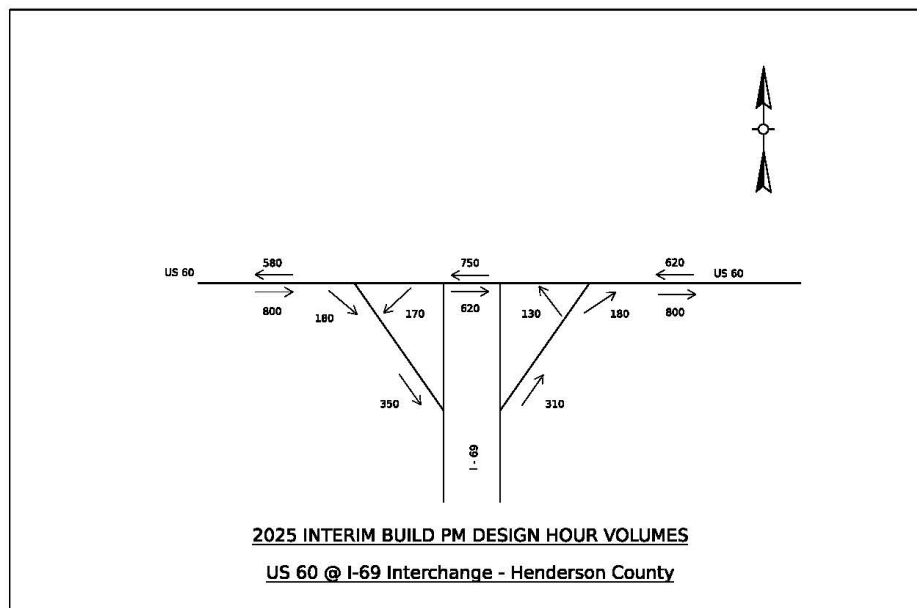 580
750
620
US 60
US 60
800
180
170
620
130
180
800
350
310
I - 69
2025 INTERIM BUILD PM DESIGN HOUR VOLUMES
US 60 @ I-69 Interchange - Henderson County